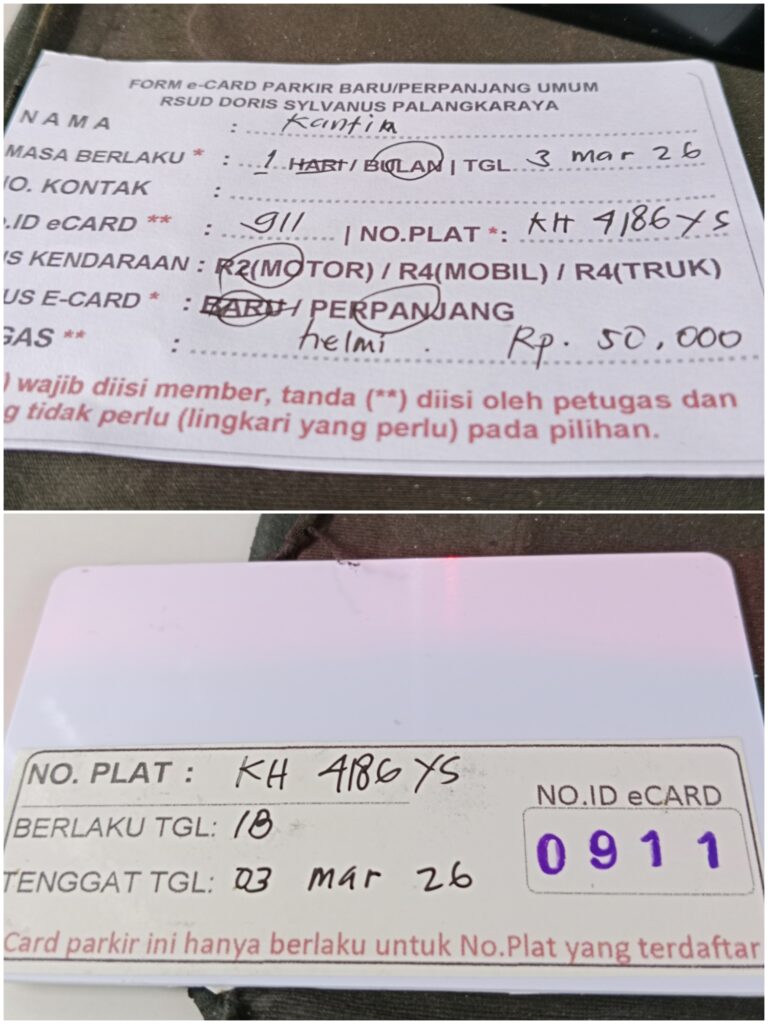 FORM e-CARD PARKIR BARU/PERPANJANG UMUM
RSUD DORIS SYLVANUS PALANGKARAYA
NAMA : Kantin
MASA BERLAKU * : 1 HARI / BULAN | TGL. 3 mar 26
O. KONTAK :
.ID eCARD ** : 911 | NO.PLAT *: KH 4186 YS
IS KENDARAAN : R2(MOTOR) / R4(MOBIL) / R4(TRUK)
US E-CARD * : BARU / PERPANJANG
GAS ** : helmi . Rp. 50.000
) wajib diisi member, tanda (**) diisi oleh petugas dan
g tidak perlu (lingkari yang perlu) pada pilihan.
NO. PLAT : KH 4186 YS
NO.ID eCARD
BERLAKU TGL: 1B
0911
TENGGAT TGL: 03 mar 26
Card parkir ini hanya berlaku untuk No.Plat yang terdaftar